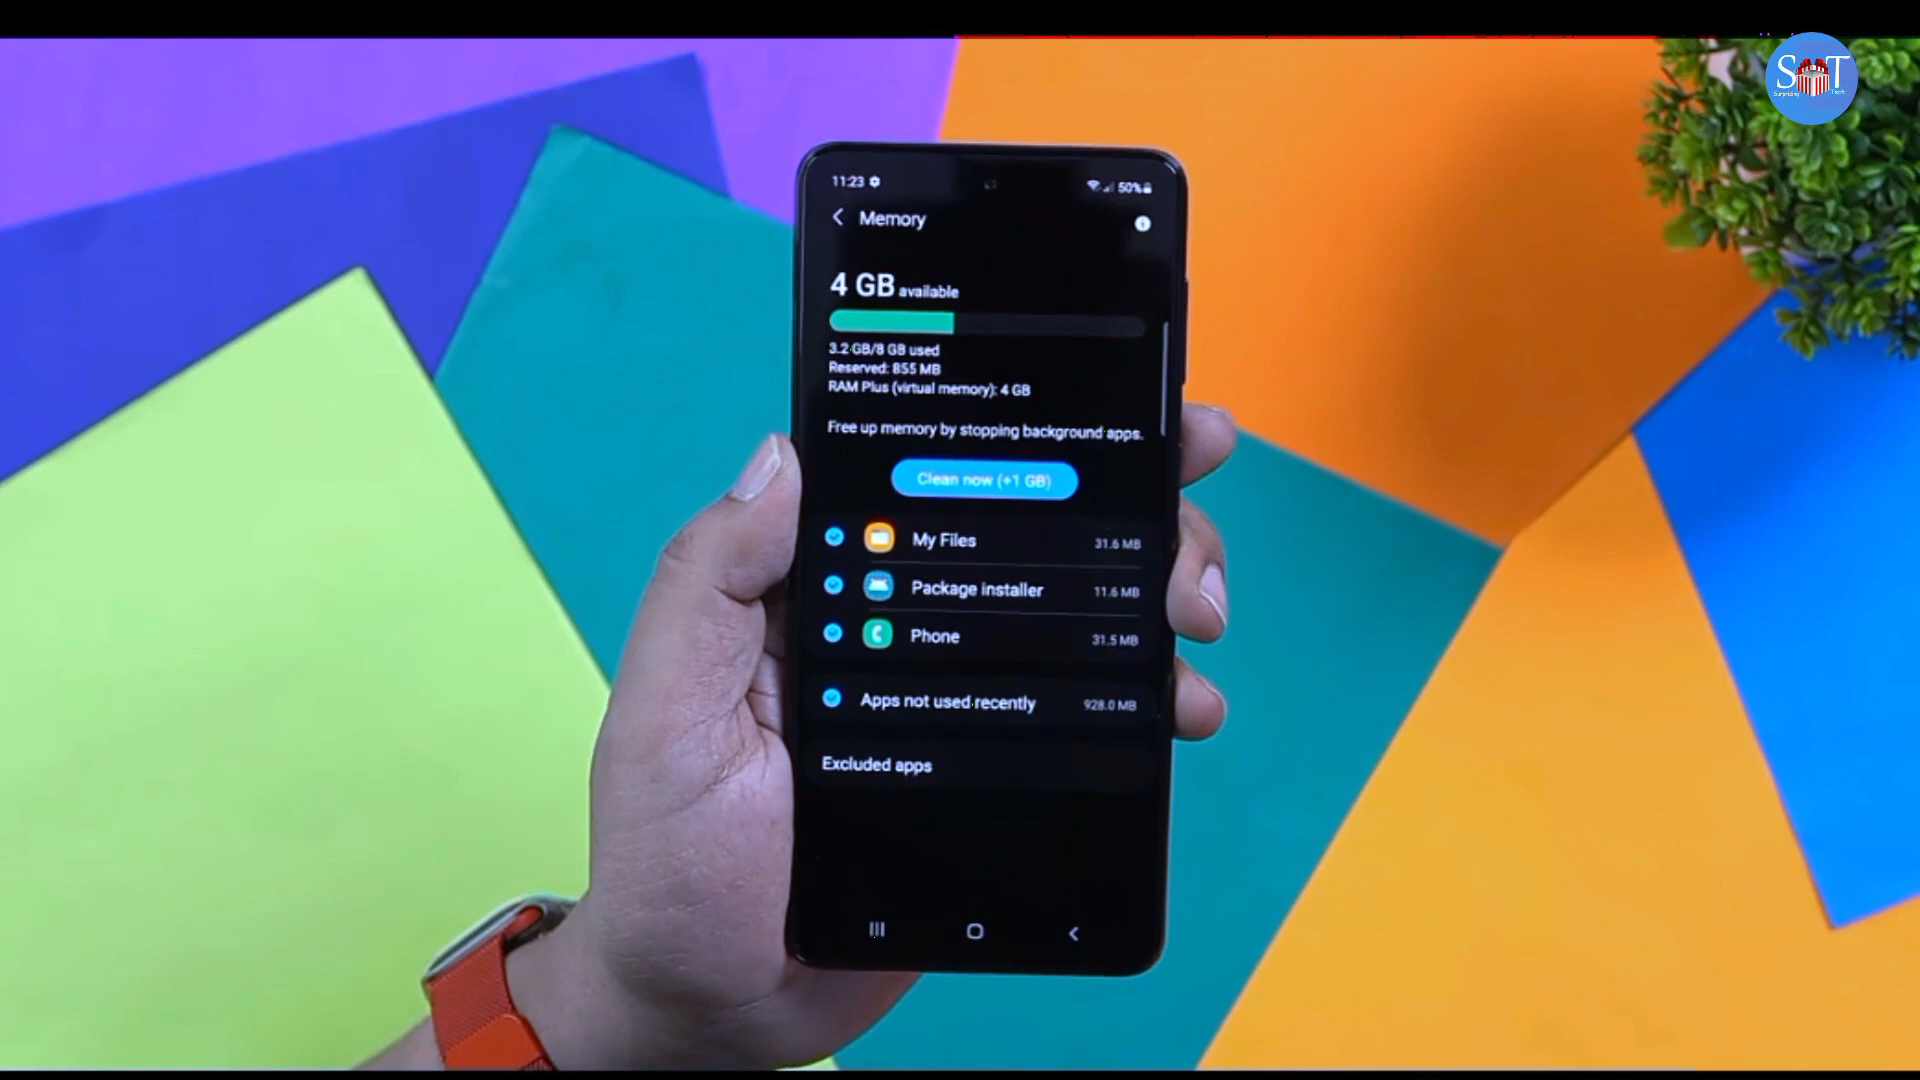 S T
Surprising Tech
11:23
50%
Memory
4 GB available
3.2 GB/8 GB used
Reserved: 855 MB
RAM Plus (virtual memory): 4 GB
Free up memory by stopping background apps.
Clean now (+1 GB)
My Files 31.6 MB
Package installer 11.6 MB
Phone 31.5 MB
Apps not used recently 928.0 MB
Excluded apps